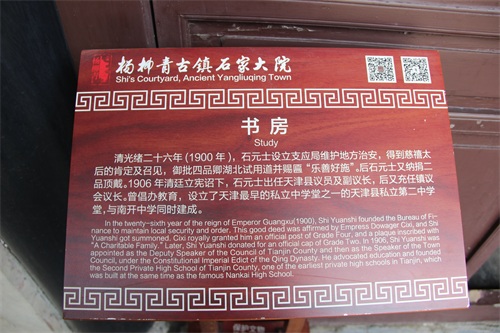 杨柳青古镇石家大院
Shi's Courtyard, Ancient Yangliuqing Town
书房
Study
清光绪二十六年(1900年)，石元士设立支应局维护地方治安，得到慈禧太
后的肯定及召见，御批四品卿湖北试用道并赐匾“乐善好施”。后石元士又纳捐二
品顶戴。1906年清廷立宪诏下，石元士出任天津县议员及副议长，后又充任镇议
会议长。曾倡办教育，设立了天津最早的私立中学堂之一的天津县私立第二中学
堂，与南开中学同时建成。
In the twenty-sixth year of the reign of Emperor Guangxu(1900), Shi Yuanshi founded the Bureau of Fi-
nance to maintain local security and order. This good deed was affirmed by Empress Dowager Cixi, and Shi
Yuanshi got summoned. Cixi royally granted him an official post of Grade Four, and a plaque inscribed with
"A Charitable Family." Later, Shi Yuanshi donated for an official cap of Grade Two. In 1906, Shi Yuanshi was
appointed as the Deputy Speaker of the Council of Tianjin County and then as the Speaker of the Town
Council, under the Constitutional Imperial Edict of the Qing Dynasty. He advocated education and founded
the Second Private High School of Tianjin County, one of the earliest private high schools in Tianjin, which
was built at the same time as the famous Nankai High School.